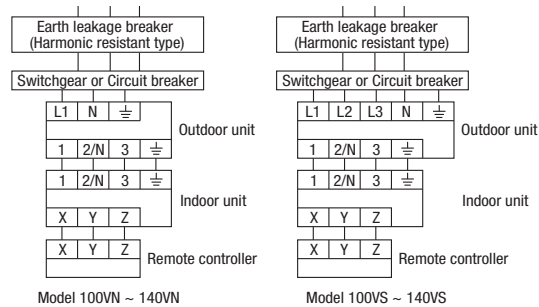 Earth leakage breaker
(Harmonic resistant type)
Switchgear or Circuit breaker
L1 N ⏚
Outdoor unit
1 2/N 3 ⏚
1 2/N 3 ⏚
Indoor unit
X Y Z
X Y Z
Remote controller
Model 100VN ~ 140VN
Earth leakage breaker
(Harmonic resistant type)
Switchgear or Circuit breaker
L1 L2 L3 N ⏚
Outdoor unit
1 2/N 3 ⏚
1 2/N 3 ⏚
Indoor unit
X Y Z
X Y Z
Remote controller
Model 100VS ~ 140VS